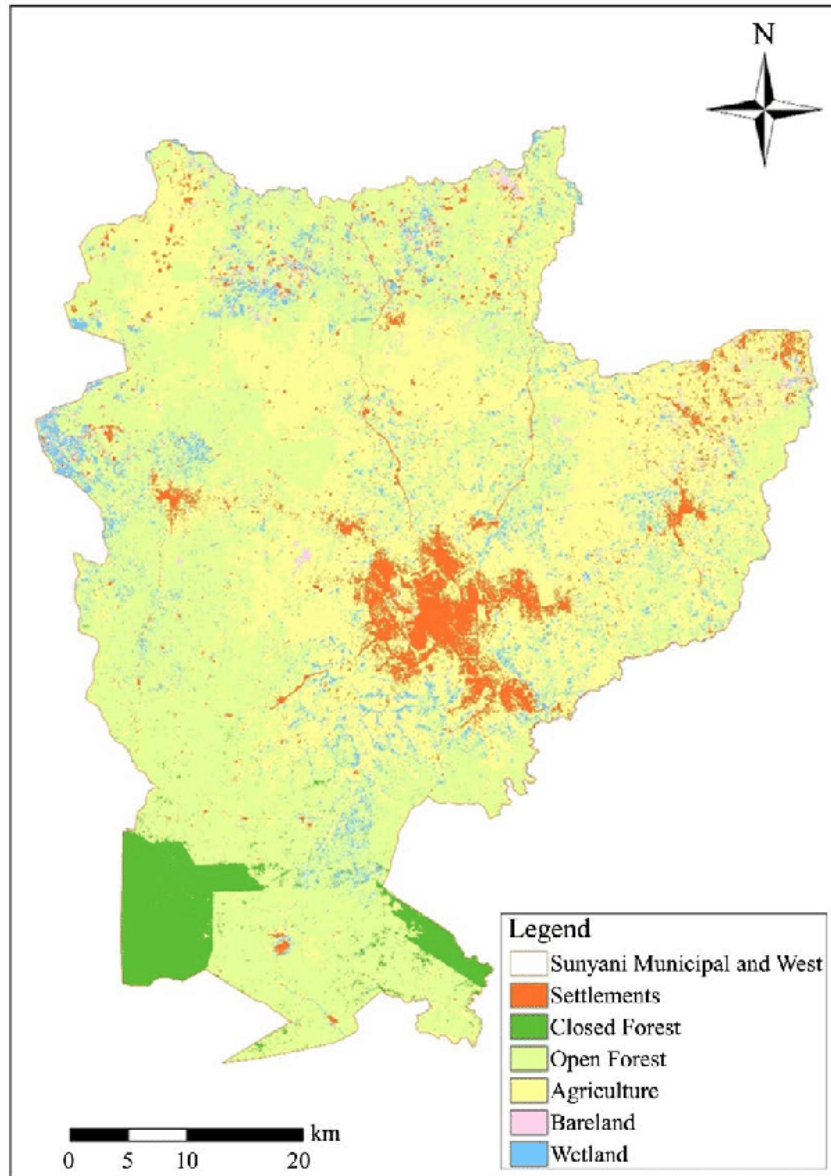 N
Legend
Sunyani Municipal and West
Settlements
Closed Forest
Open Forest
Agriculture
Bareland
Wetland
km
0 5 10 20